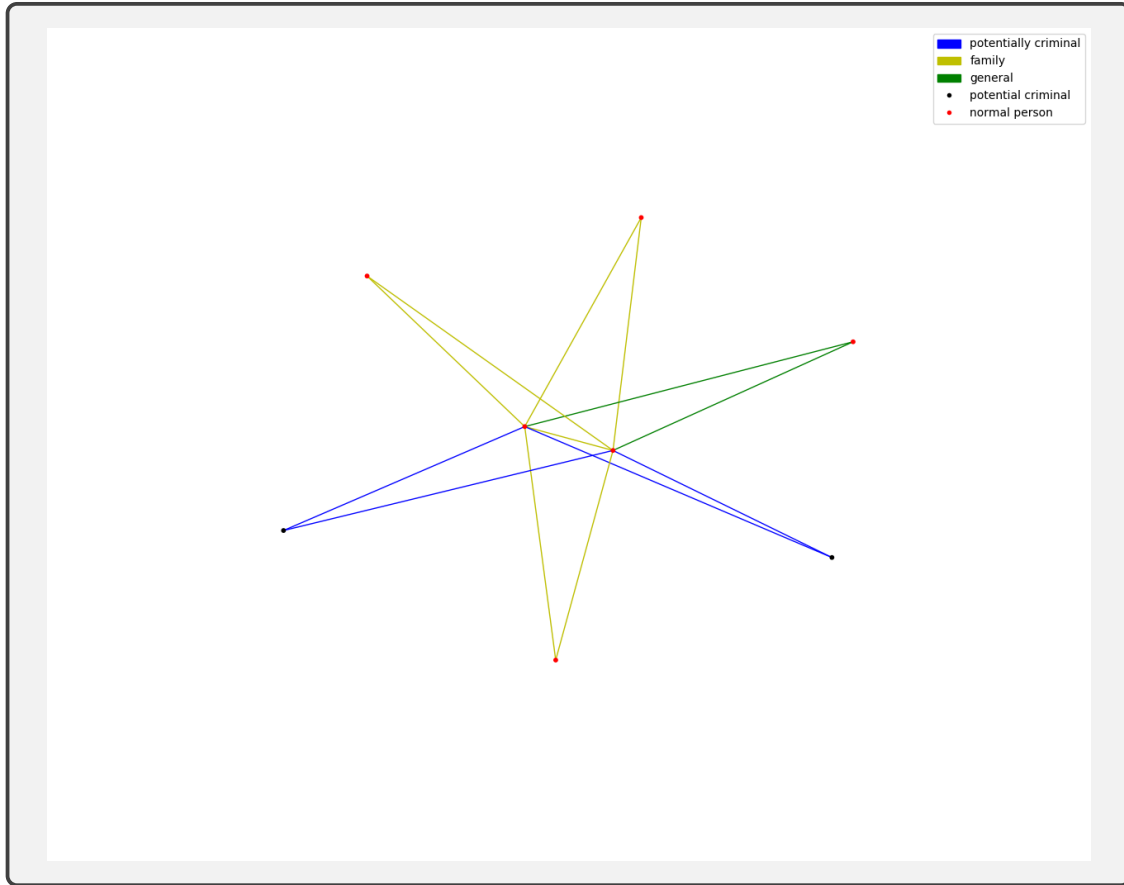 potentially criminal
family
general
potential criminal
normal person